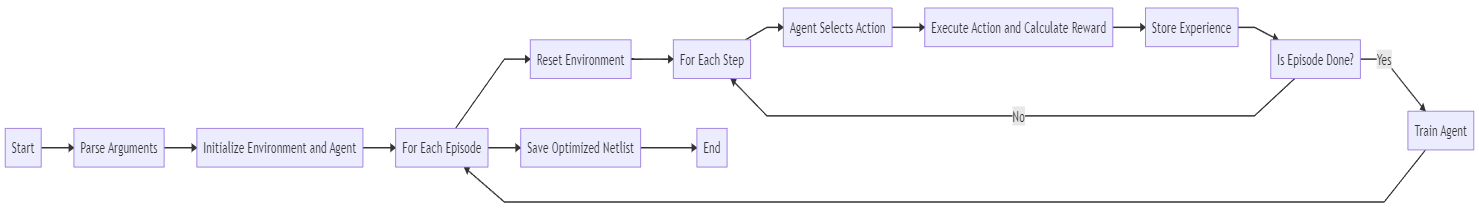 Start
Parse Arguments
Initialize Environment and Agent
For Each Episode
Reset Environment
For Each Step
Agent Selects Action
Execute Action and Calculate Reward
Store Experience
Is Episode Done?
Yes
No
Train Agent
Save Optimized Netlist
End